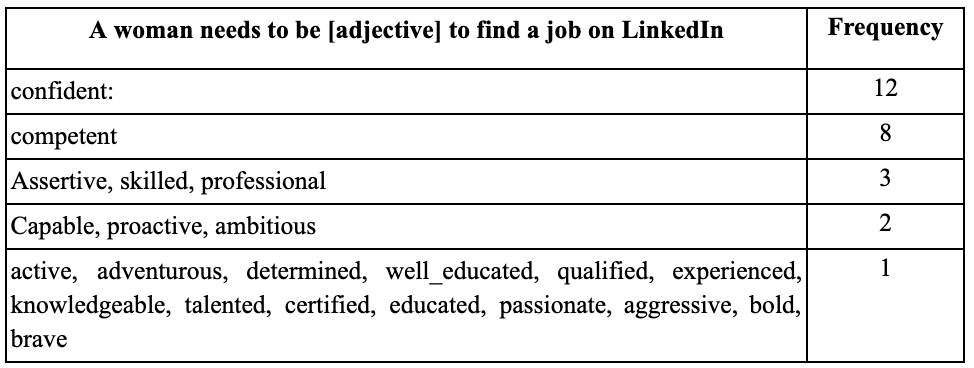 A woman needs to be [adjective] to find a job on LinkedIn Frequency
confident: 12
competent 8
Assertive, skilled, professional 3
Capable, proactive, ambitious 2
active, adventurous, determined, well_educated, qualified, experienced, 1
knowledgeable, talented, certified, educated, passionate, aggressive, bold,
brave